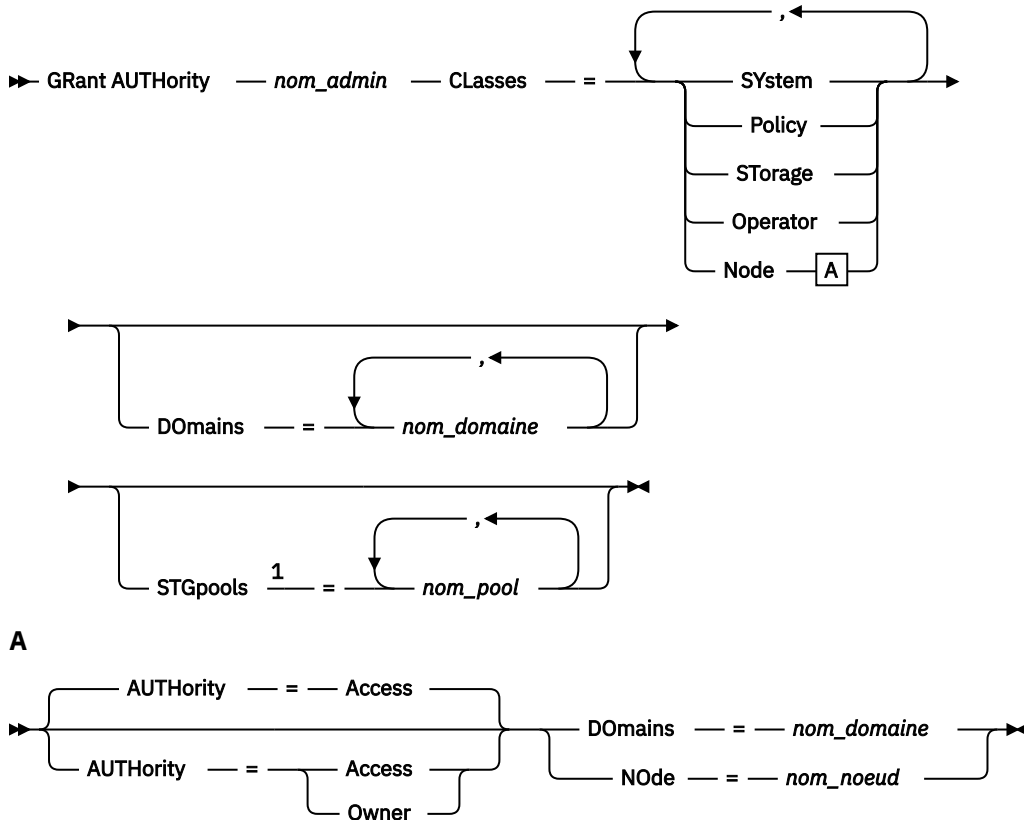 ,
GRant AUTHority nom_admin CLasses = SYstem
Policy
STorage
Operator
Node A
,
DOmains = nom_domaine
,
STGpools 1 = nom_pool
A
AUTHority = Access
DOmains = nom_domaine
AUTHority = Access
NOde = nom_noeud
Owner